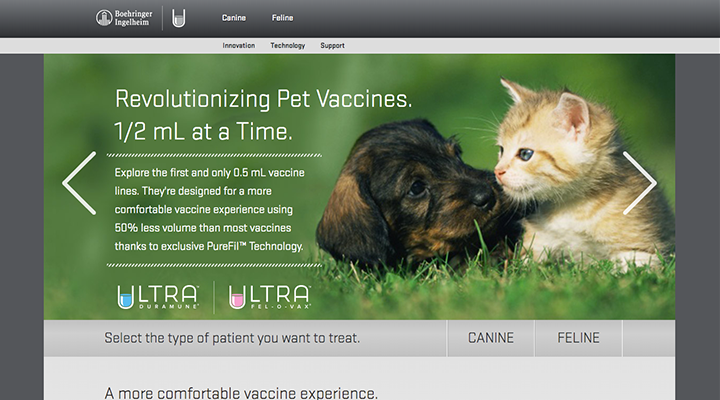 Boehringer
Ingelheim
Canine
Feline
Innovation
Technology
Support
Revolutionizing Pet Vaccines.
1/2 mL at a Time.
Explore the first and only 0.5 mL vaccine
lines. They're designed for a more
comfortable vaccine experience using
50% less volume than most vaccines
thanks to exclusive PureFil™ Technology.
ULTRA™
DURAMUNE®
ULTRA™
FEL-O-VAX®
Select the type of patient you want to treat.
CANINE
FELINE
A more comfortable vaccine experience.